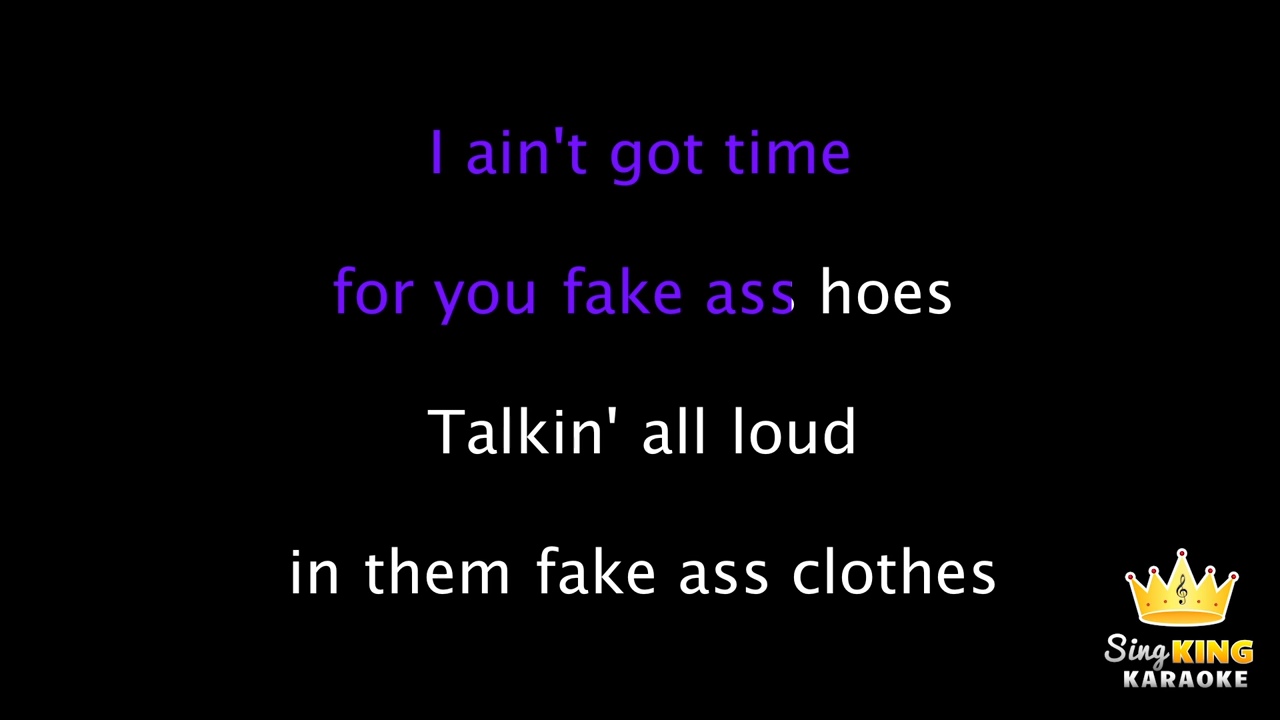 I ain't got time
for you fake ass hoes
Talkin' all loud
in them fake ass clothes
Sing KING
KARAOKE